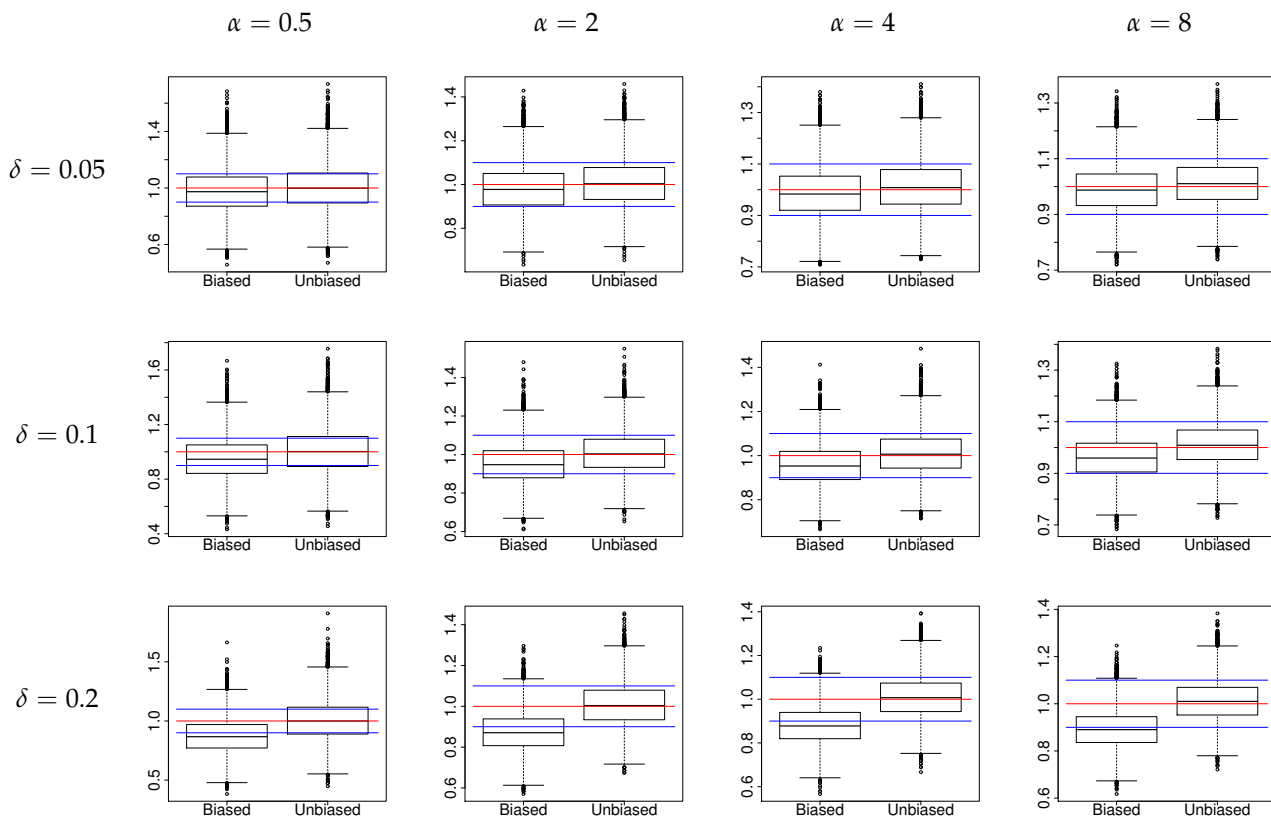 α = 0.5 α = 2 α = 4 α = 8
δ = 0.05
0.6 1.0 1.4
Biased Unbiased
0.8 1.0 1.2 1.4
Biased Unbiased
0.7 0.9 1.1 1.3
Biased Unbiased
0.7 0.9 1.1 1.3
Biased Unbiased
δ = 0.1
0.4 0.8 1.2 1.6
Biased Unbiased
0.6 0.8 1.0 1.2 1.4
Biased Unbiased
0.8 1.0 1.2 1.4
Biased Unbiased
0.7 0.9 1.1 1.3
Biased Unbiased
δ = 0.2
0.5 1.0 1.5
Biased Unbiased
0.6 0.8 1.0 1.2 1.4
Biased Unbiased
0.6 0.8 1.0 1.2 1.4
Biased Unbiased
0.6 0.8 1.0 1.2 1.4
Biased Unbiased